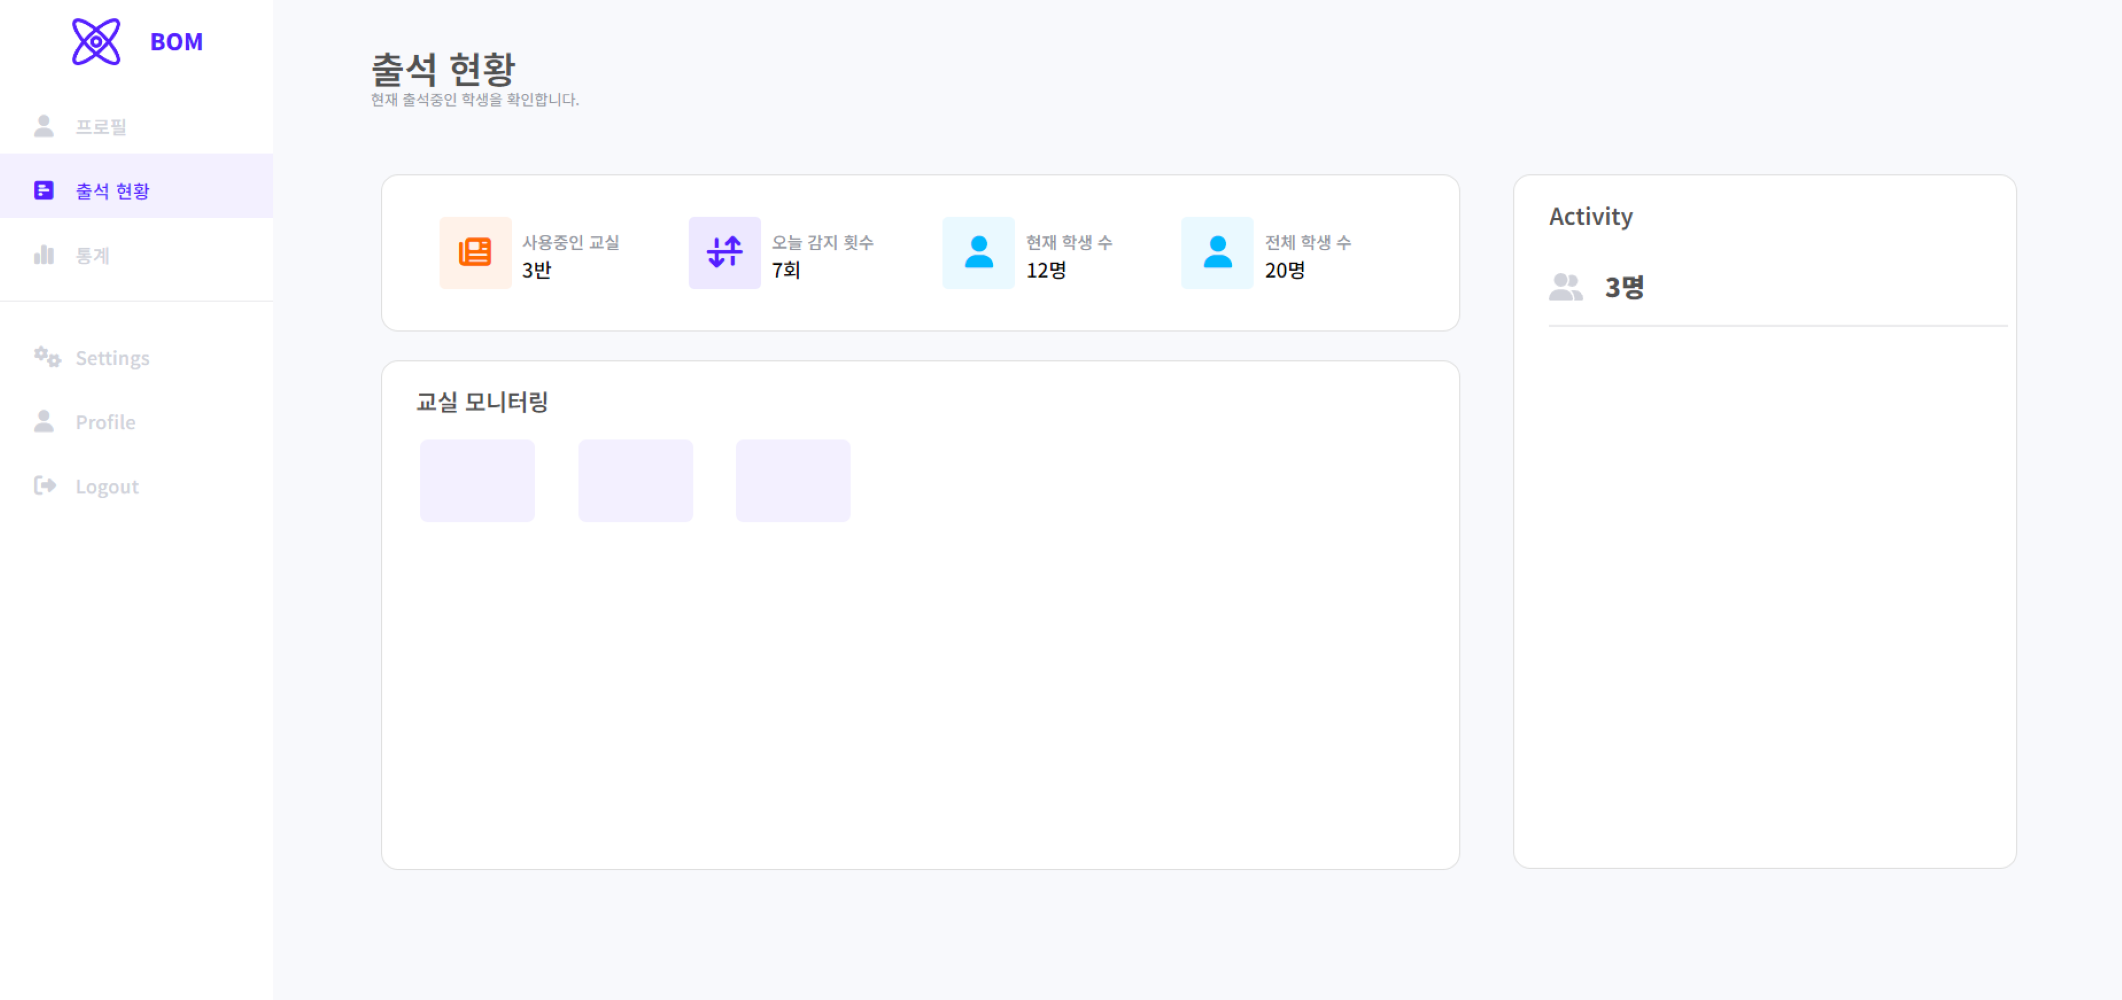 BOM
프로필
출석 현황
통계
Settings
Profile
Logout
출석 현황
현재 출석중인 학생을 확인합니다.
사용중인 교실
3반
오늘 감지 횟수
7회
현재 학생 수
12명
전체 학생 수
20명
교실 모니터링
Activity
3명